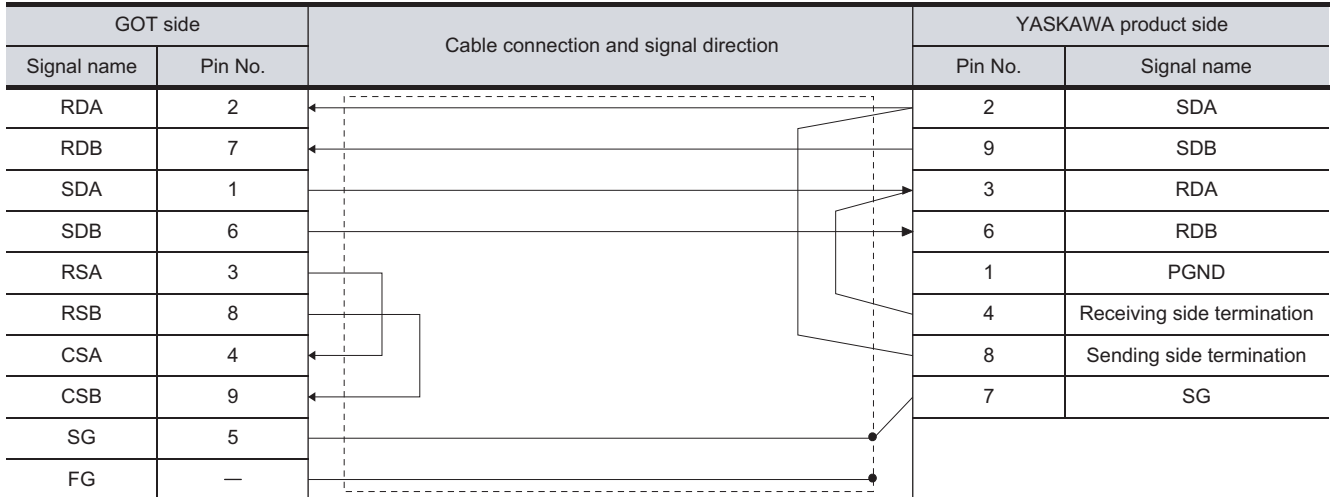 GOT side Cable connection and signal direction YASKAWA product side
Signal name Pin No. Pin No. Signal name
RDA 2 2 SDA
RDB 7 9 SDB
SDA 1 3 RDA
SDB 6 6 RDB
RSA 3 1 PGND
RSB 8 4 Receiving side termination
CSA 4 8 Sending side termination
CSB 9 7 SG
SG 5
FG —